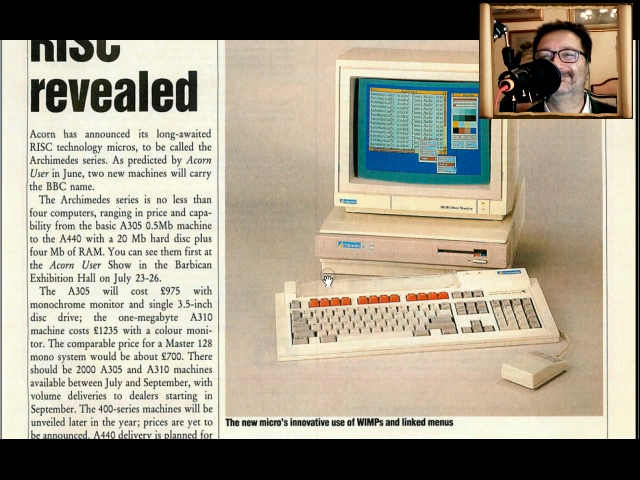 RISC
revealed
Acorn has announced its long-awaited
RISC technology micros, to be called the
Archimedes series. As predicted by Acorn
User in June, two new machines will carry
the BBC name.
The Archimedes series is no less than
four computers, ranging in price and capa-
bility from the basic A305 0.5Mb machine
to the A440 with a 20 Mb hard disc plus
four Mb of RAM. You can see them first at
the Acorn User Show in the Barbican
Exhibition Hall on July 23-26.
The A305 will cost £975 with
monochrome monitor and single 3.5-inch
disc drive; the one-megabyte A310
machine costs £1235 with a colour moni-
tor. The comparable price for a Master 128
mono system would be about £700. There
should be 2000 A305 and A310 machines
available between July and September, with
volume deliveries to dealers starting in
September. The 400-series machines will be
unveiled later in the year; prices are yet to
be announced. A440 delivery is planned for
The new micro's innovative use of WIMPs and linked menus